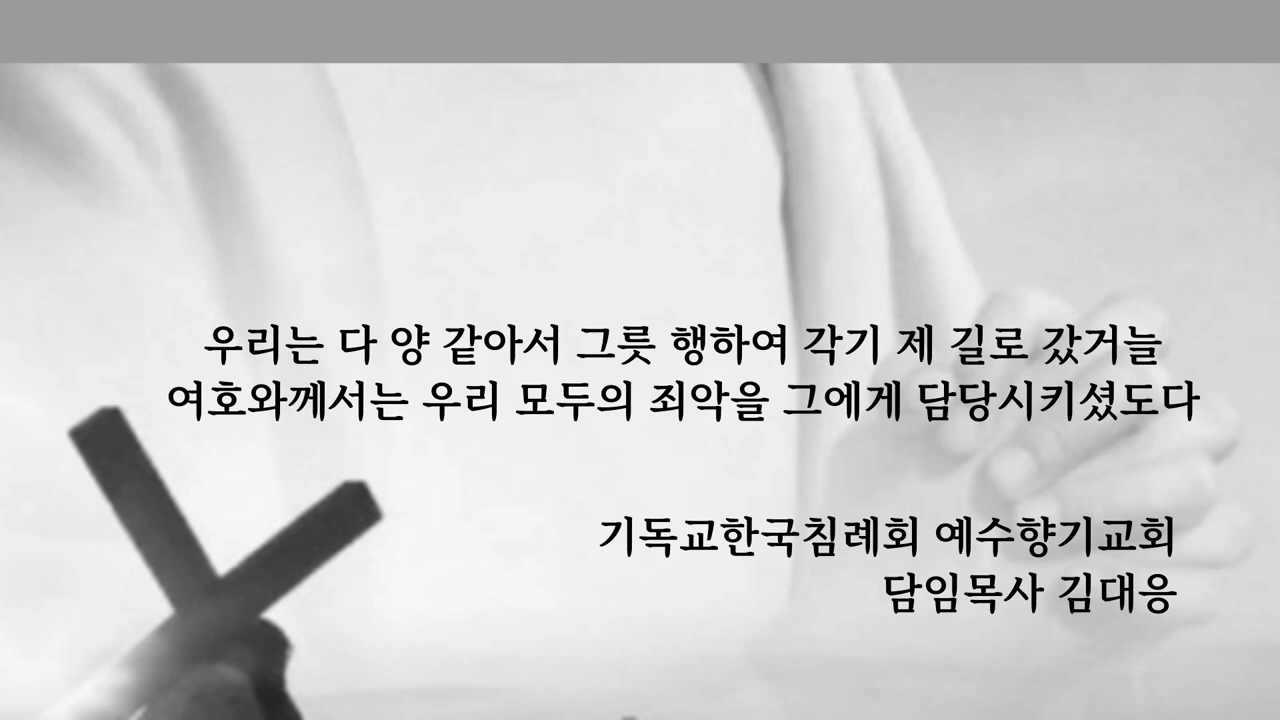 우리는 다 양 같아서 그릇 행하여 각기 제 길로 갔거늘
여호와께서는 우리 모두의 죄악을 그에게 담당시키셨도다
기독교한국침례회 예수향기교회
담임목사 김대응